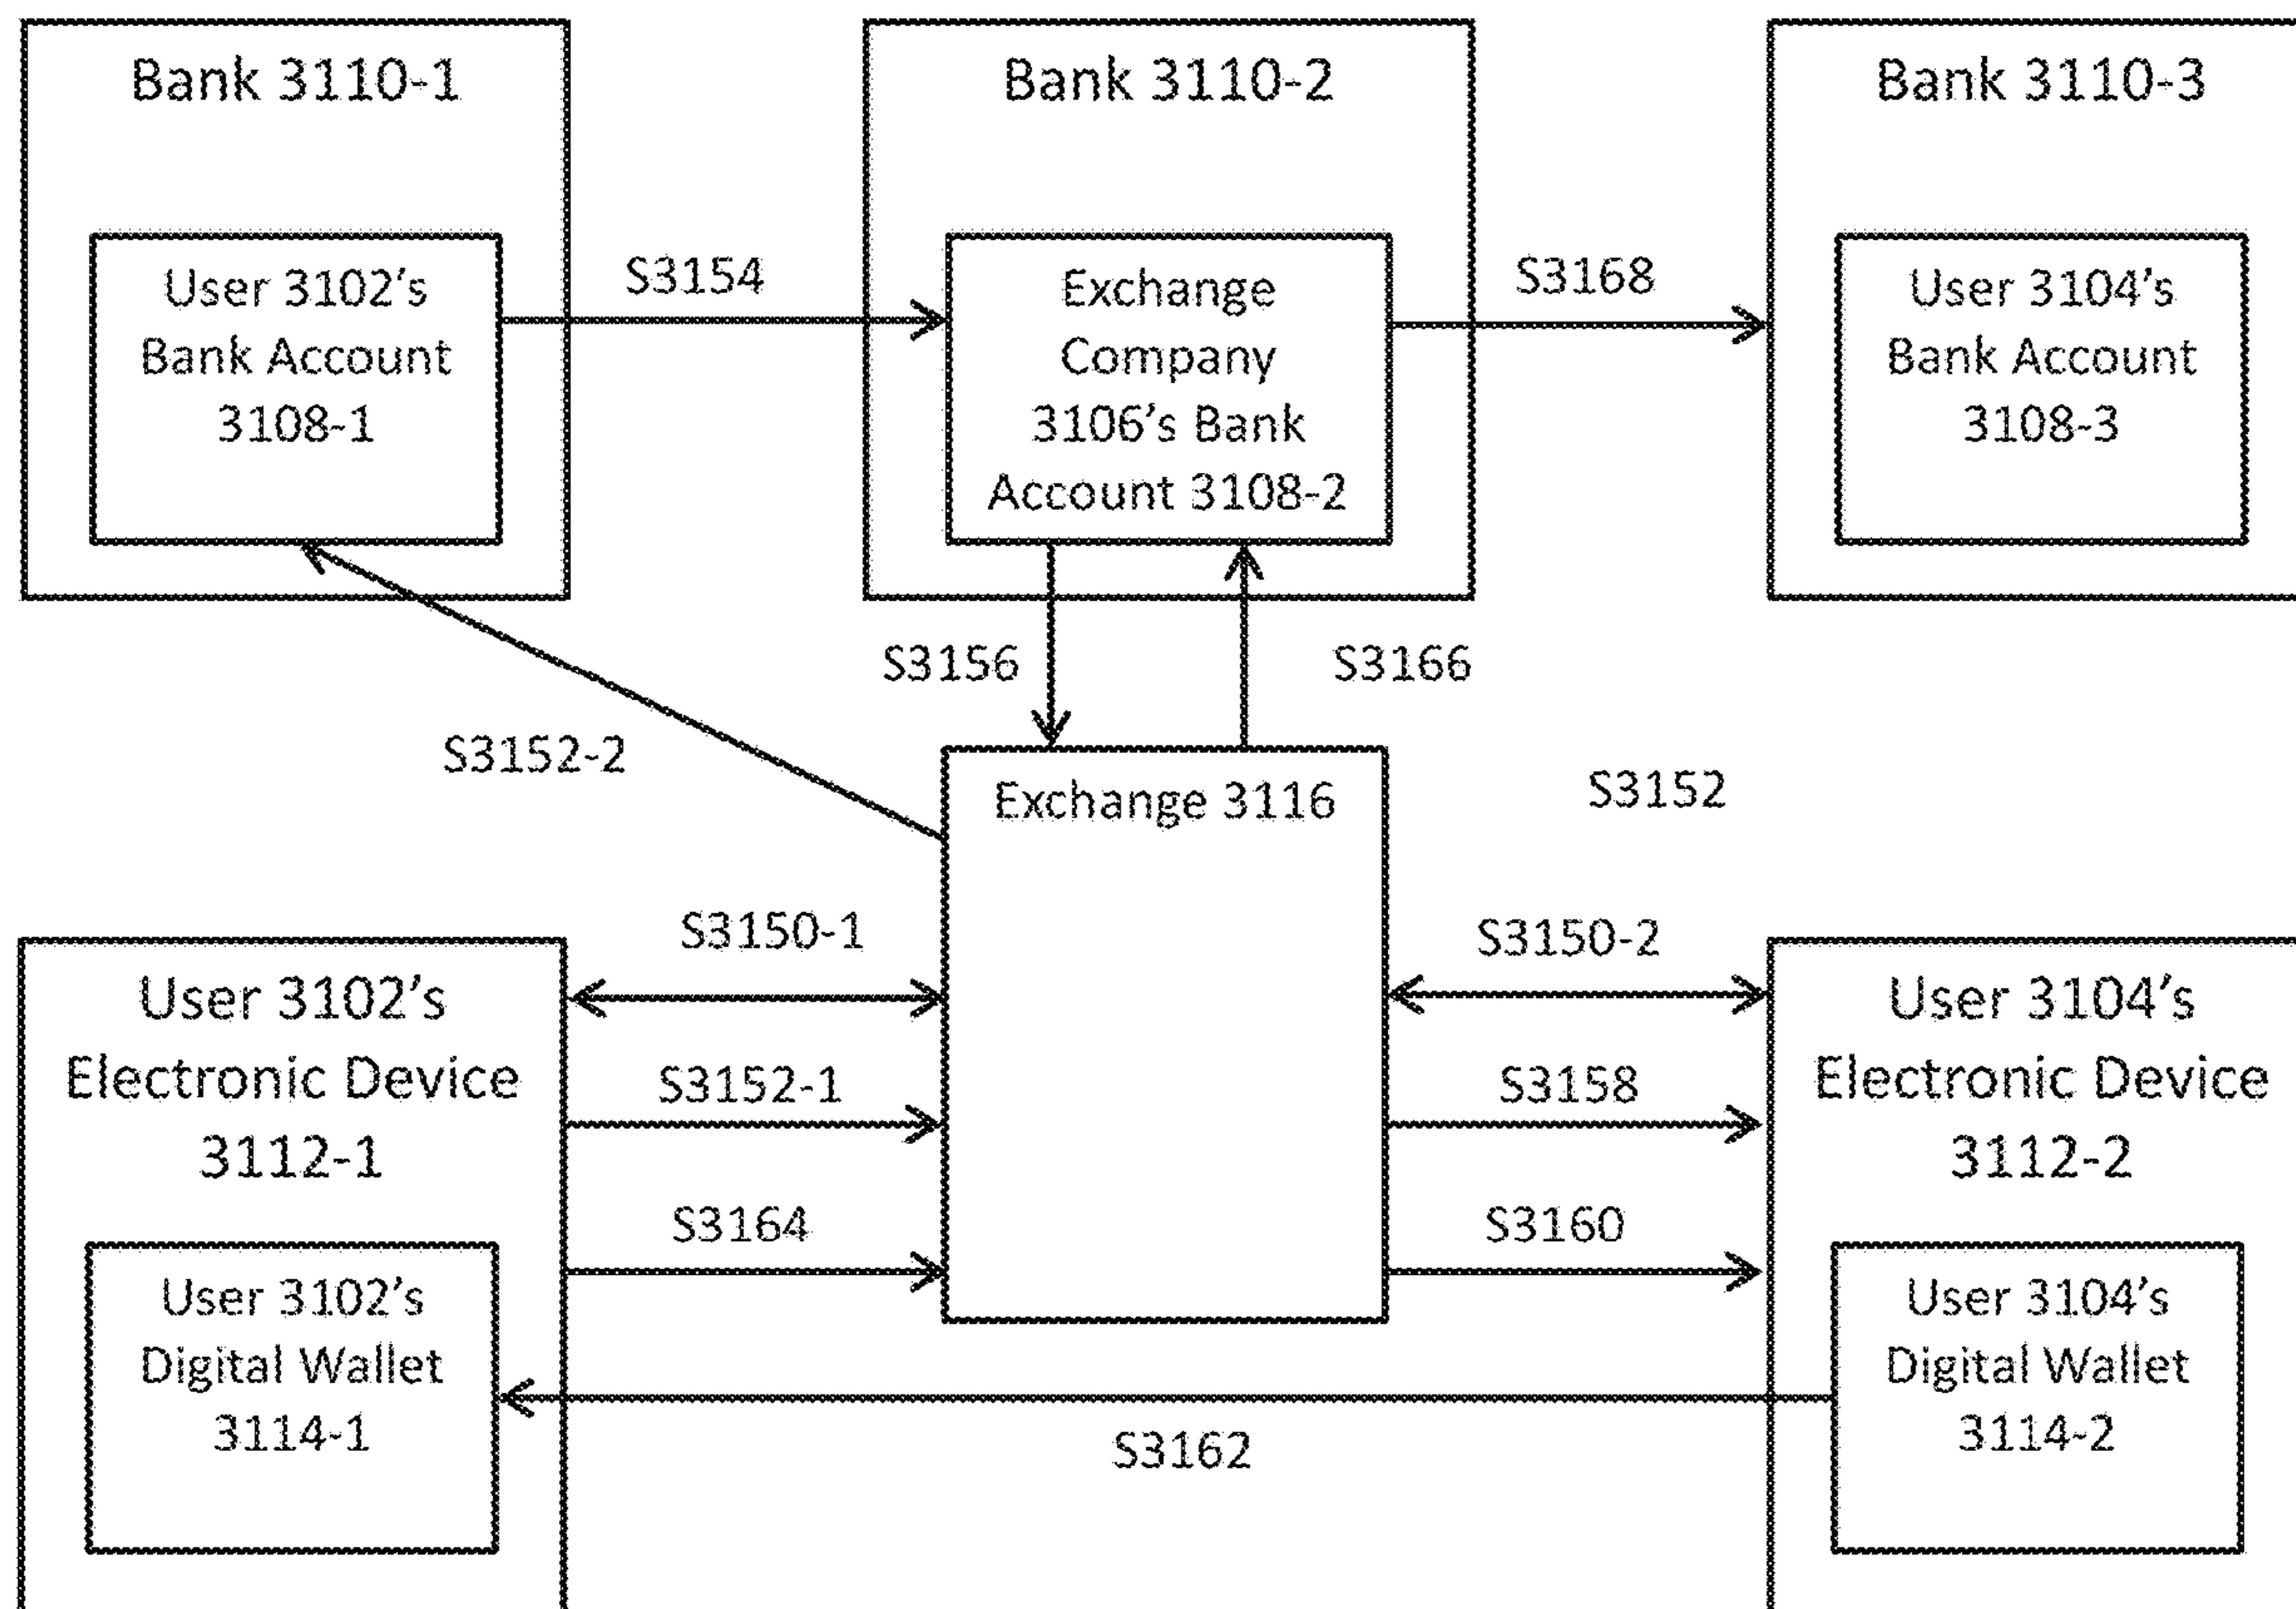 Bank 3110-1
Bank 3110-2
Bank 3110-3
User 3102's
Bank Account
3108-1
S3154
Exchange
Company
3106's Bank
Account 3108-2
S3168
User 3104's
Bank Account
3108-3
S3156
S3166
S3152-2
Exchange 3116
S3152
S3150-1
S3150-2
User 3102's
Electronic Device
3112-1
S3152-1
S3158
User 3104's
Electronic Device
3112-2
S3164
S3160
User 3102's
Digital Wallet
3114-1
User 3104's
Digital Wallet
3114-2
S3162